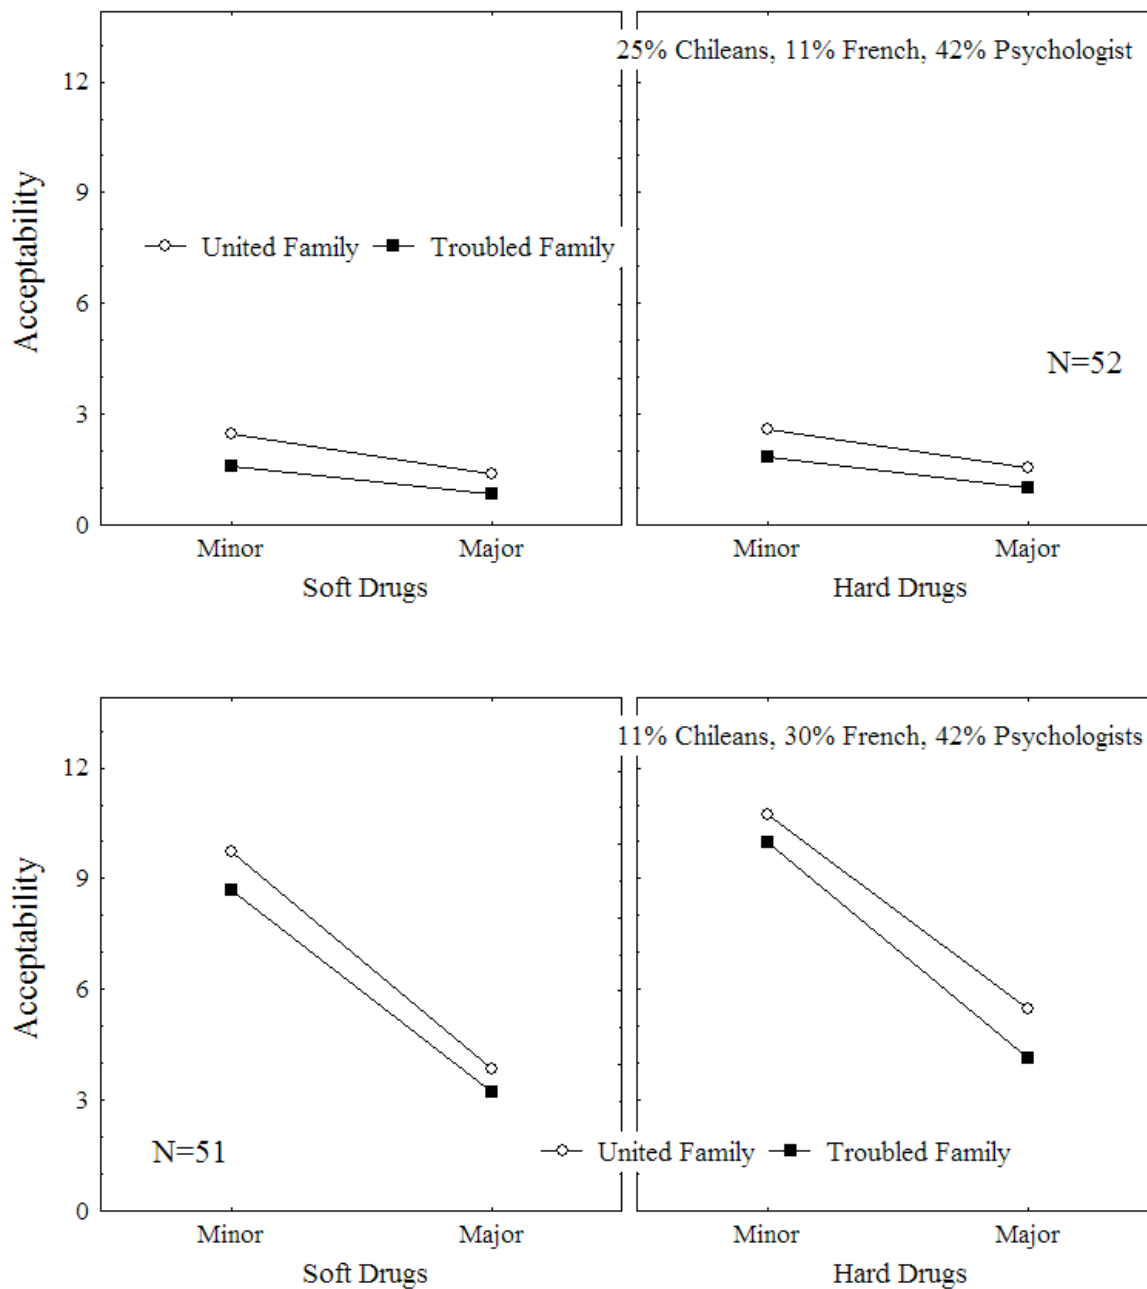 25% Chileans, 11% French, 42% Psychologist
12
9
Acceptability
United Family Troubled Family
6
N=52
3
0
Minor Major Minor Major
Soft Drugs Hard Drugs
11% Chileans, 30% French, 42% Psychologists
12
9
Acceptability
6
3
N=51
United Family Troubled Family
0
Minor Major Minor Major
Soft Drugs Hard Drugs